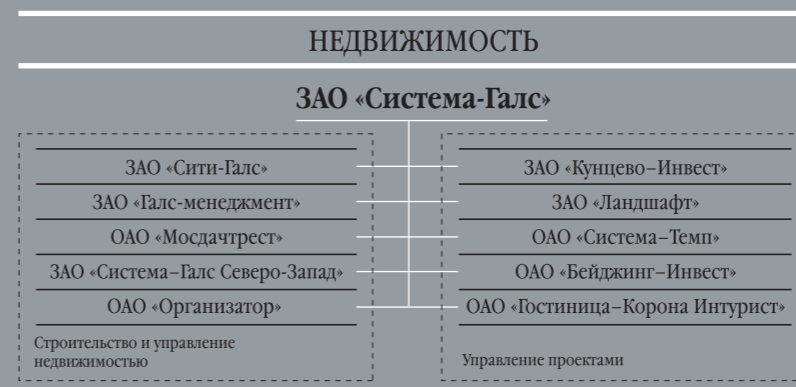 НЕДВИЖИМОСТЬ
ЗАО «Система-Галс»
ЗАО «Сити-Галс»
ЗАО «Галс-менеджмент»
ОАО «Мосдачтрест»
ЗАО «Система–Галс Северо-Запад»
ОАО «Организатор»
Строительство и управление
недвижимостью
ЗАО «Кунцево–Инвест»
ЗАО «Ландшафт»
ОАО «Система–Темп»
ОАО «Бейджинг–Инвест»
ОАО «Гостиница–Корона Интурист»
Управление проектами